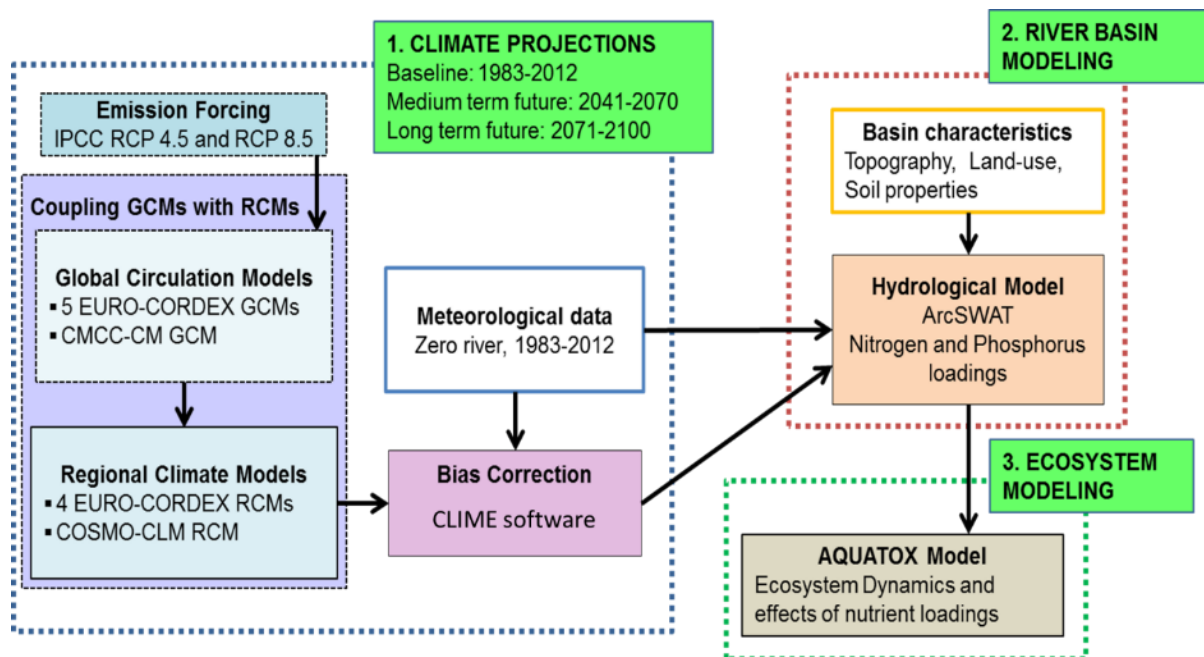 1. CLIMATE PROJECTIONS
Baseline: 1983-2012
Medium term future: 2041-2070
Long term future: 2071-2100
2. RIVER BASIN
MODELING
Emission Forcing
IPCC RCP 4.5 and RCP 8.5
Coupling GCMs with RCMs
Global Circulation Models
▪ 5 EURO-CORDEX GCMs
▪ CMCC-CM GCM
Regional Climate Models
▪ 4 EURO-CORDEX RCMs
▪ COSMO-CLM RCM
Meteorological data
Zero river, 1983-2012
Bias Correction
CLIME software
Basin characteristics
Topography, Land-use,
Soil properties
Hydrological Model
ArcSWAT
Nitrogen and Phosphorus
loadings
3. ECOSYSTEM
MODELING
AQUATOX Model
Ecosystem Dynamics and
effects of nutrient loadings